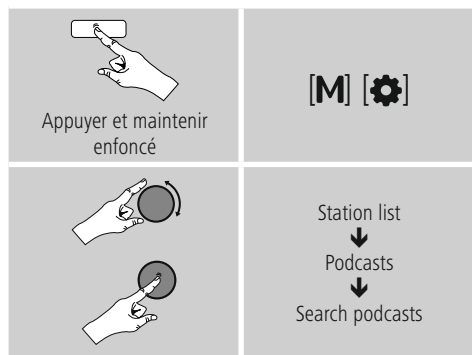 Appuyer et maintenir
enfoncé
[M] [⚙]
Station list
🡻
Podcasts
🡻
Search podcasts